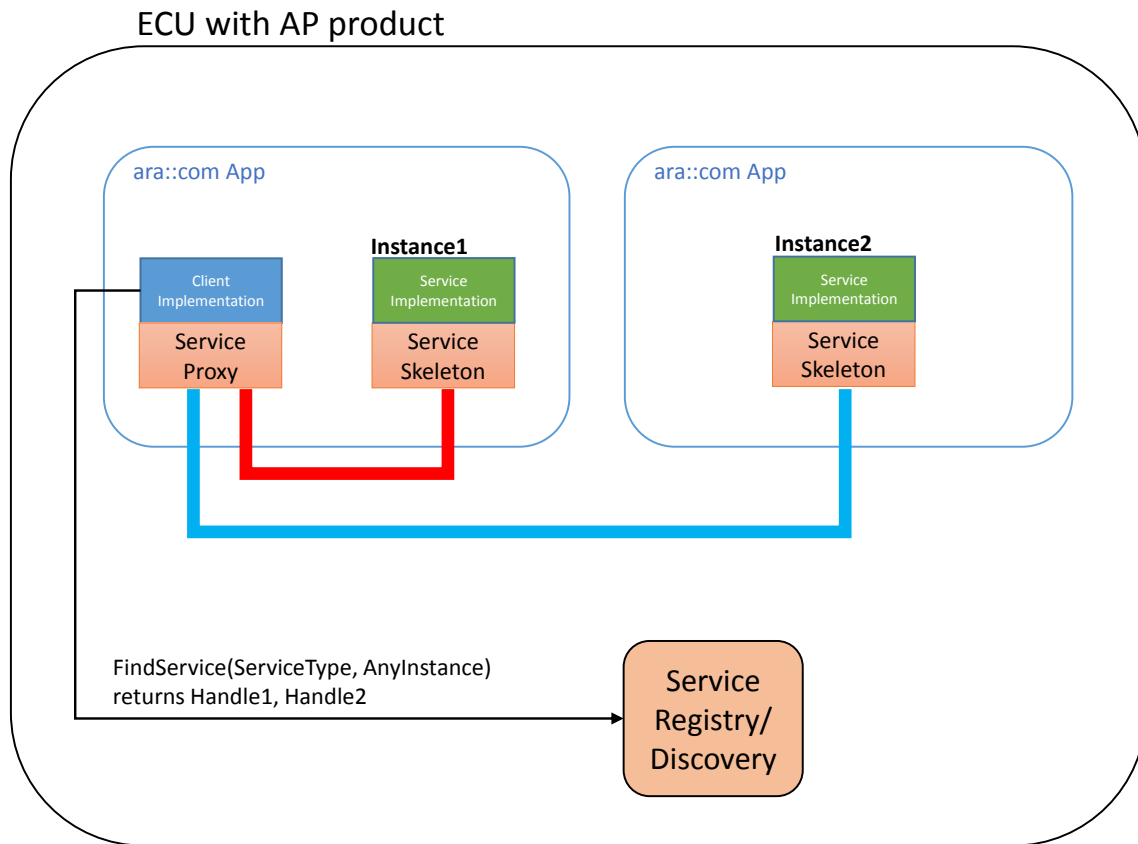 ECU with AP product
ara::com App
ara::com App
Instance1
Instance2
Client
Implementation
Service
Implementation
Service
Implementation
Service
Proxy
Service
Skeleton
Service
Skeleton
FindService(ServiceType, AnyInstance)
returns Handle1, Handle2
Service
Registry/
Discovery